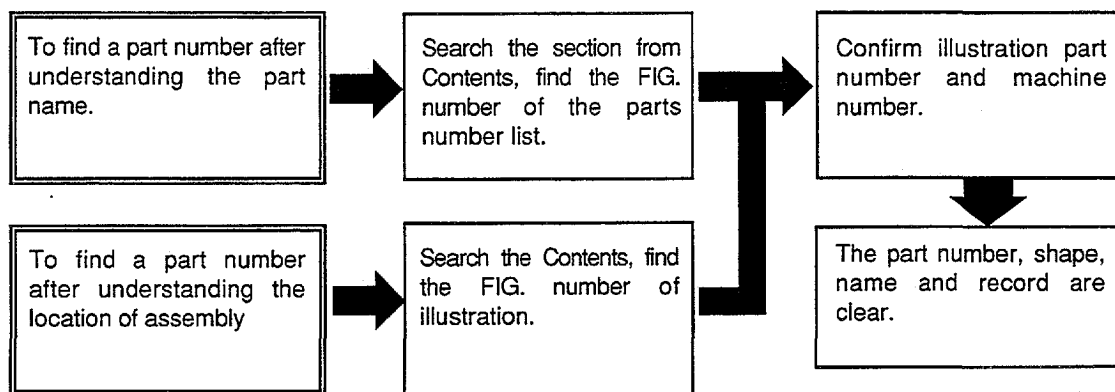 To find a part number after
understanding the part
name.
Search the section from
Contents, find the FIG.
number of the parts
number list.
Confirm illustration part
number and machine
number.
To find a part number
after understanding the
location of assembly
Search the Contents, find
the FIG. number of
illustration.
The part number, shape,
name and record are
clear.